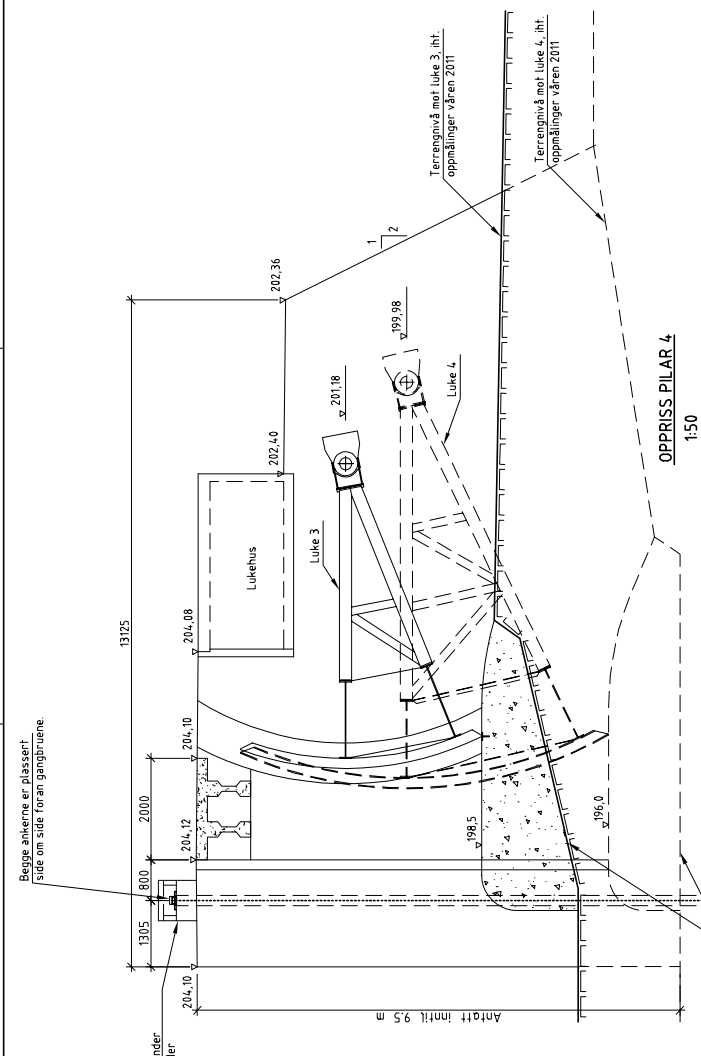 Begge ankerne er plassert
side om side foran gangbruene.
13125
1305
800
2000
204,10
204,12
204,10
204,08
202,40
202,36
Lukehus
1
2
Luke 3
201,18
199,98
Luke 4
Terrengnivå mot luke 3, iht.
oppmålinger våren 2011
Terrengnivå mot luke 4, iht.
oppmålinger våren 2011
198,5
196,0
Antatt inntil 9.5 m
OPPRISS PILAR 4
1:50